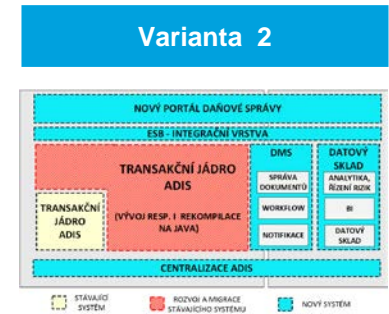 Varianta 2
NOVÝ PORTÁL DAŇOVÉ SPRÁVY
ESB - INTEGRAČNÍ VRSTVA
TRANSAKČNÍ JÁDRO
ADIS
(VÝVOJ RESP. I REKOMPILACE
NA JAVA)
TRANSAKČNÍ
JÁDRO
ADIS
DMS
SPRÁVA
DOKUMENTŮ
WORKFLOW
NOTIFIKACE
DATOVÝ
SKLAD
ANALYTIKA,
ŘÍZENÍ RIZIK
BI
DATOVÝ
SKLAD
CENTRALIZACE ADIS
STÁVAJÍCÍ
SYSTÉM
ROZVOJ A MIGRACE
STÁVAJÍCÍHO SYSTÉMU
NOVÝ SYSTÉM